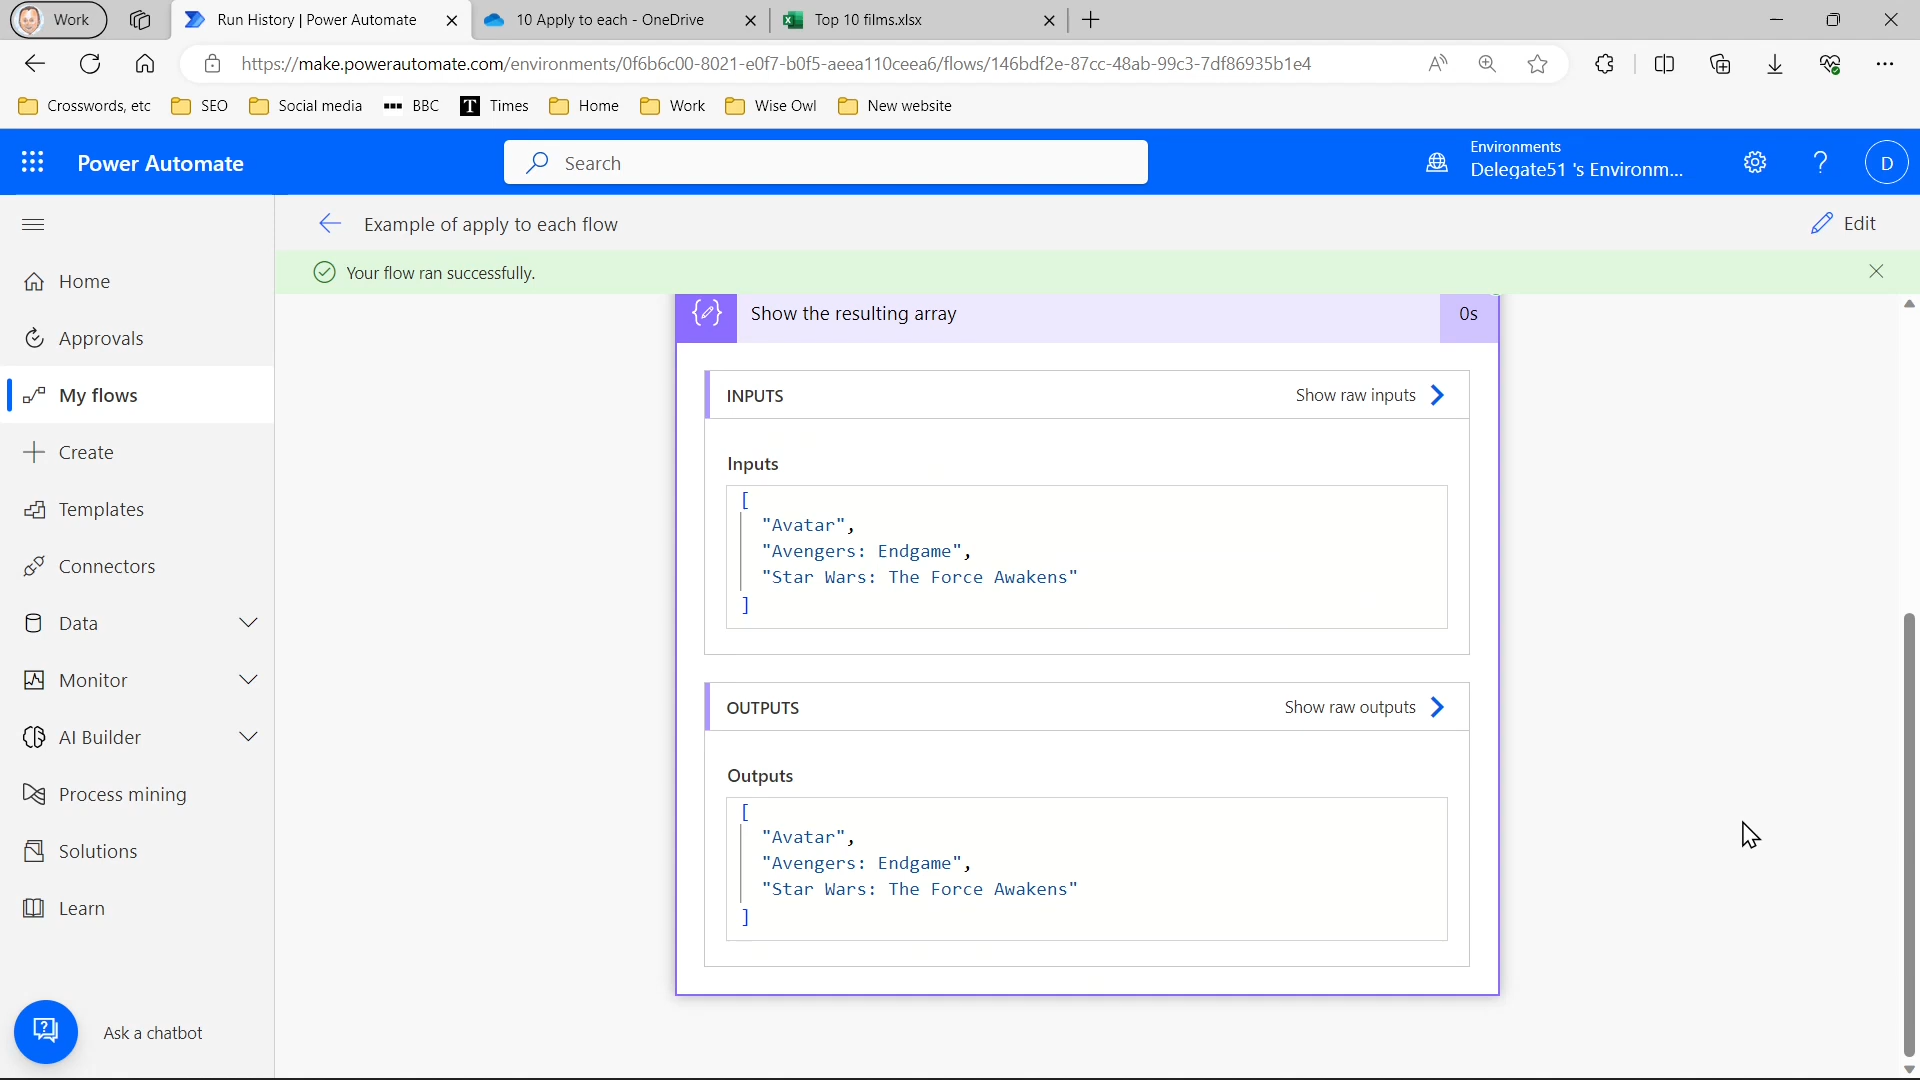 Work
Run History | Power Automate
10 Apply to each - OneDrive
Top 10 films.xlsx
https://make.powerautomate.com/environments/0f6b6c00-8021-e0f7-b0f5-aeea110ceea6/flows/146bdf2e-87cc-48ab-99c3-7df86935b1e4
Crosswords, etc
SEO
Social media
BBC
T Times
Home
Work
Wise Owl
New website
Power Automate
Search
Environments
Delegate51 's Environm...
?
D
Example of apply to each flow
Edit
Your flow ran successfully.
Home
Approvals
My flows
Create
Templates
Connectors
Data
Monitor
AI Builder
Process mining
Solutions
Learn
Ask a chatbot
Show the resulting array
0s
INPUTS
Show raw inputs
Inputs
[
"Avatar",
"Avengers: Endgame",
"Star Wars: The Force Awakens"
]
OUTPUTS
Show raw outputs
Outputs
[
"Avatar",
"Avengers: Endgame",
"Star Wars: The Force Awakens"
]